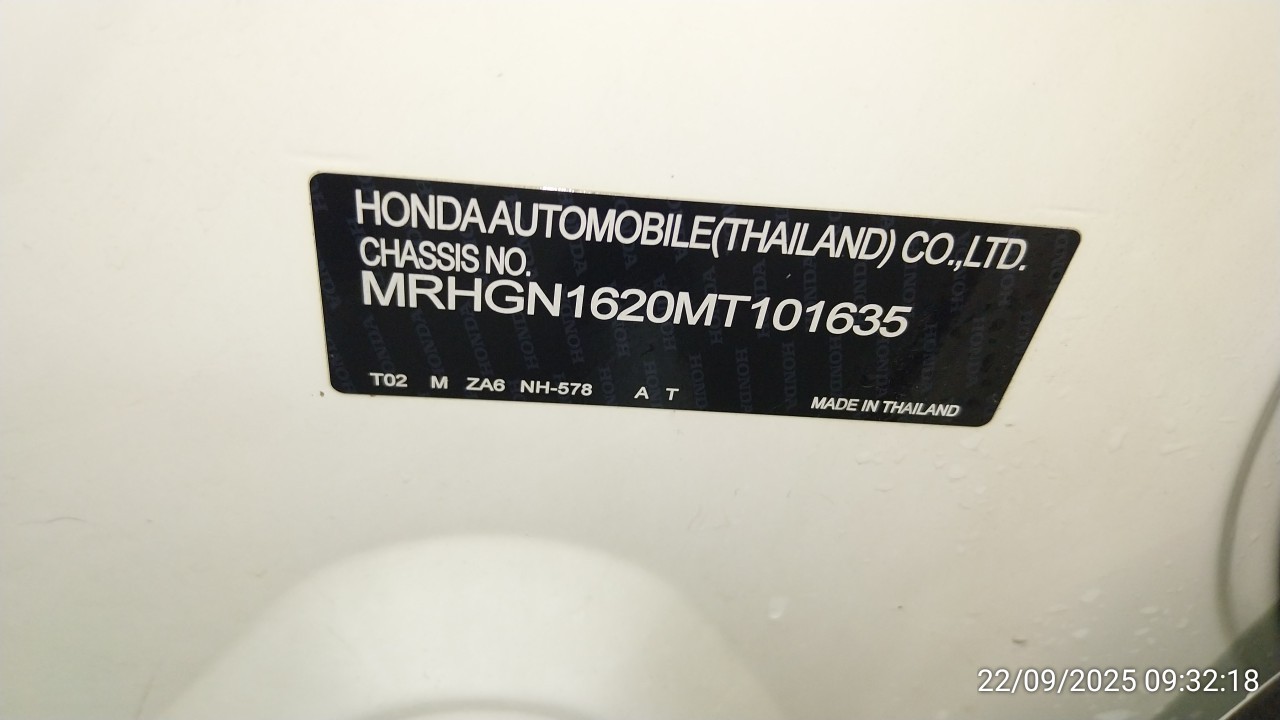 HONDA AUTOMOBILE (THAILAND) CO.,LTD.
CHASSIS NO.
MRHGN1620MT101635
T02 M ZA6 NH-578 A T
MADE IN THAILAND
22/09/2025 09:32:18